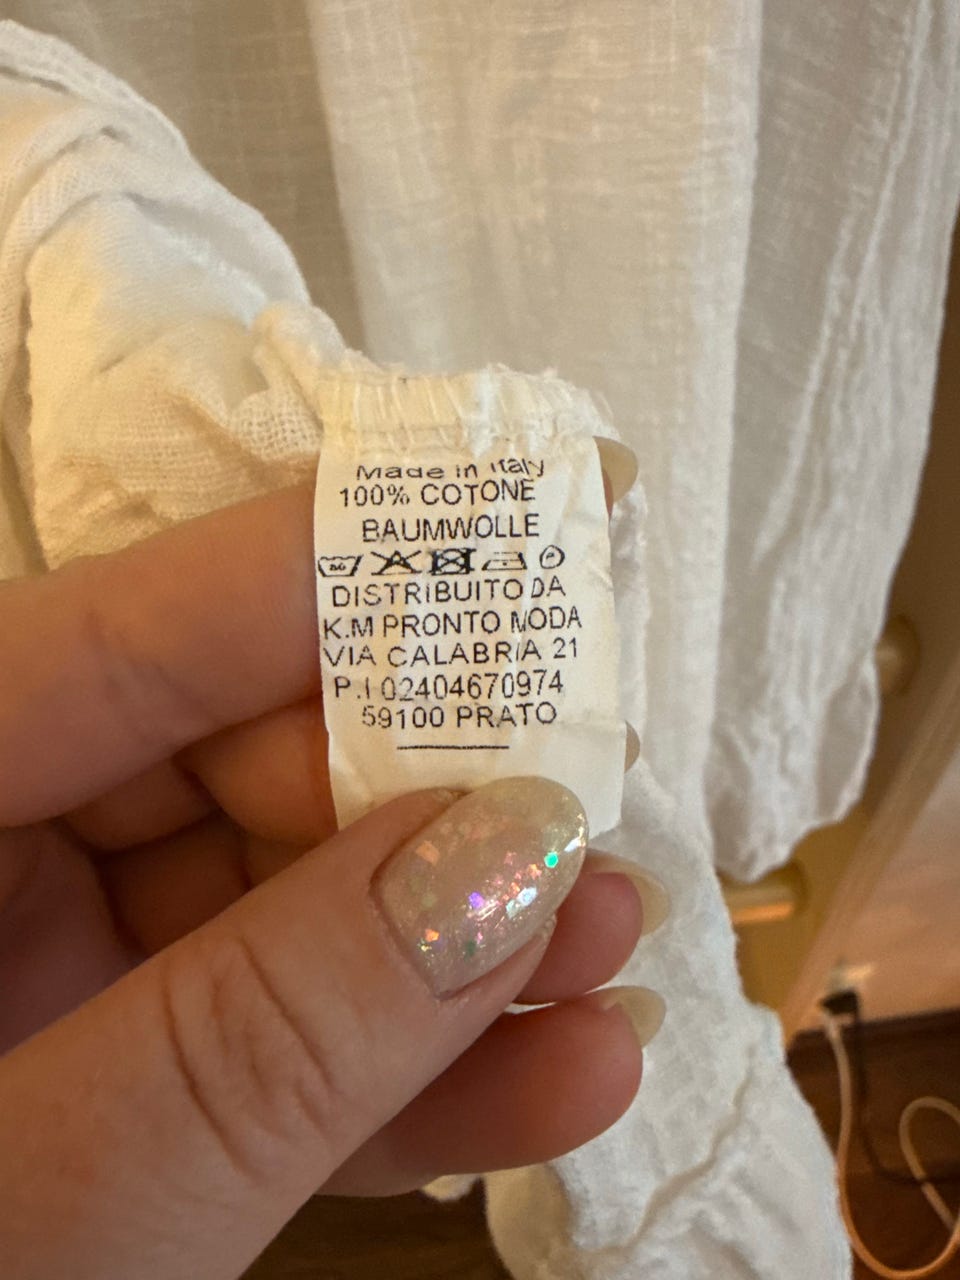 Made in Italy
100% COTONE
BAUMWOLLE
DISTRIBUITO DA
K.M PRONTO MODA
VIA CALABRIA 21
P.I 02404670974
59100 PRATO